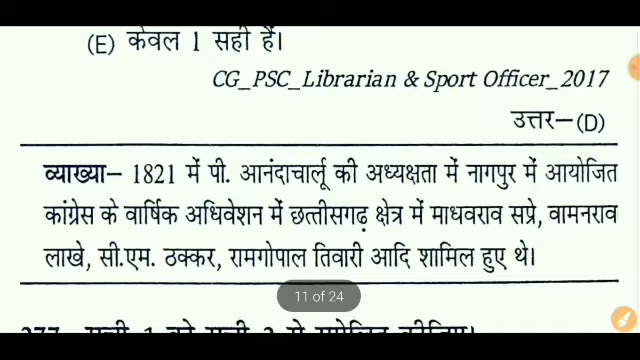 (E) केवल 1 सही हैं।
CG_PSC_Librarian & Sport Officer_2017
उत्तर–(D)
व्याख्या– 1821 में पी. आनंदाचार्लू की अध्यक्षता में नागपुर में आयोजित
कांग्रेस के वार्षिक अधिवेशन में छत्तीसगढ़ क्षेत्र में माधवराव सप्रे, वामनराव
लाखे, सी.एम. ठक्कर, रामगोपाल तिवारी आदि शामिल हुए थे।
11 of 24